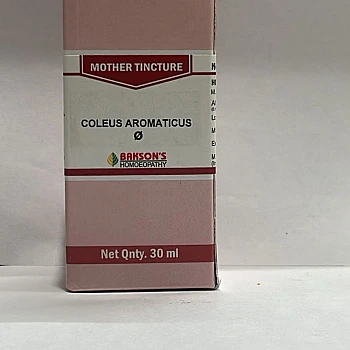 MOTHER TINCTURE
COLEUS AROMATICUS
Ø
BAKSON'S
HOMOEOPATHY
Net Qnty. 30 ml